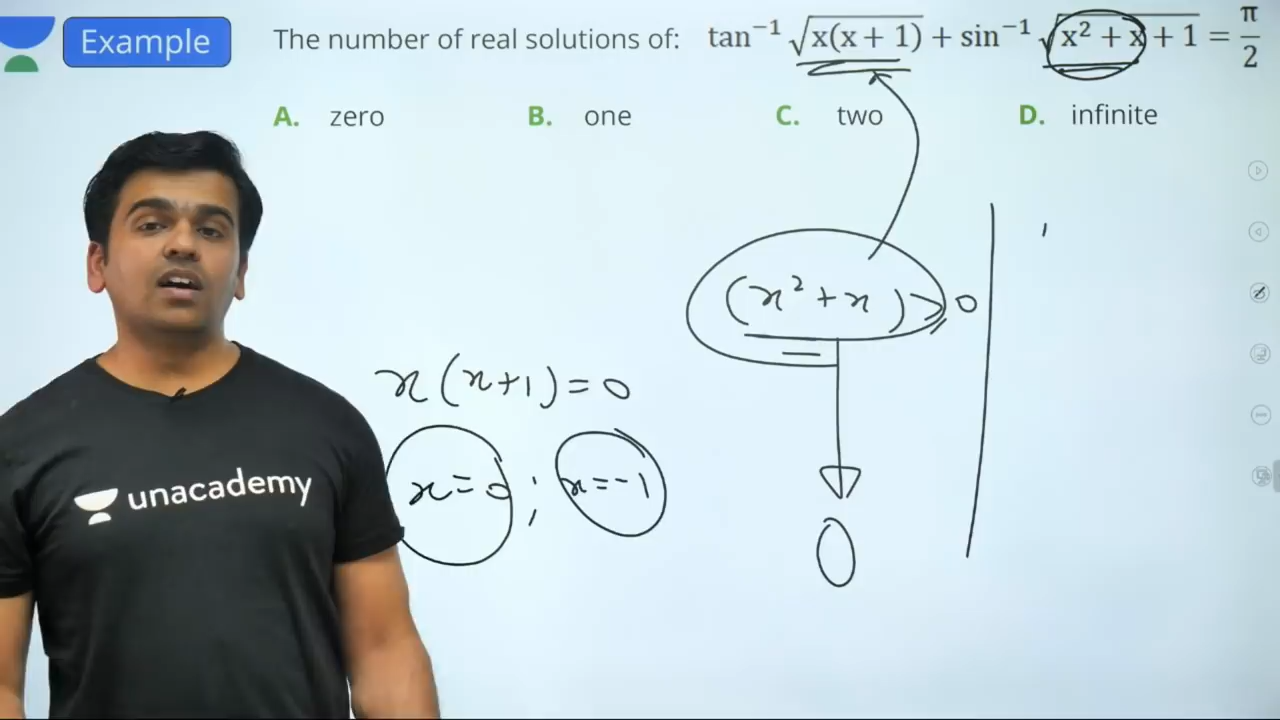 Example
The number of real solutions of: tan⁻¹ √(x(x + 1)) + sin⁻¹ √(x² + x + 1) = π/2
A. zero B. one C. two D. infinite
(x² + x) ≥ 0
x(x+1) = 0
x = 0 ; x = -1
0
unacademy